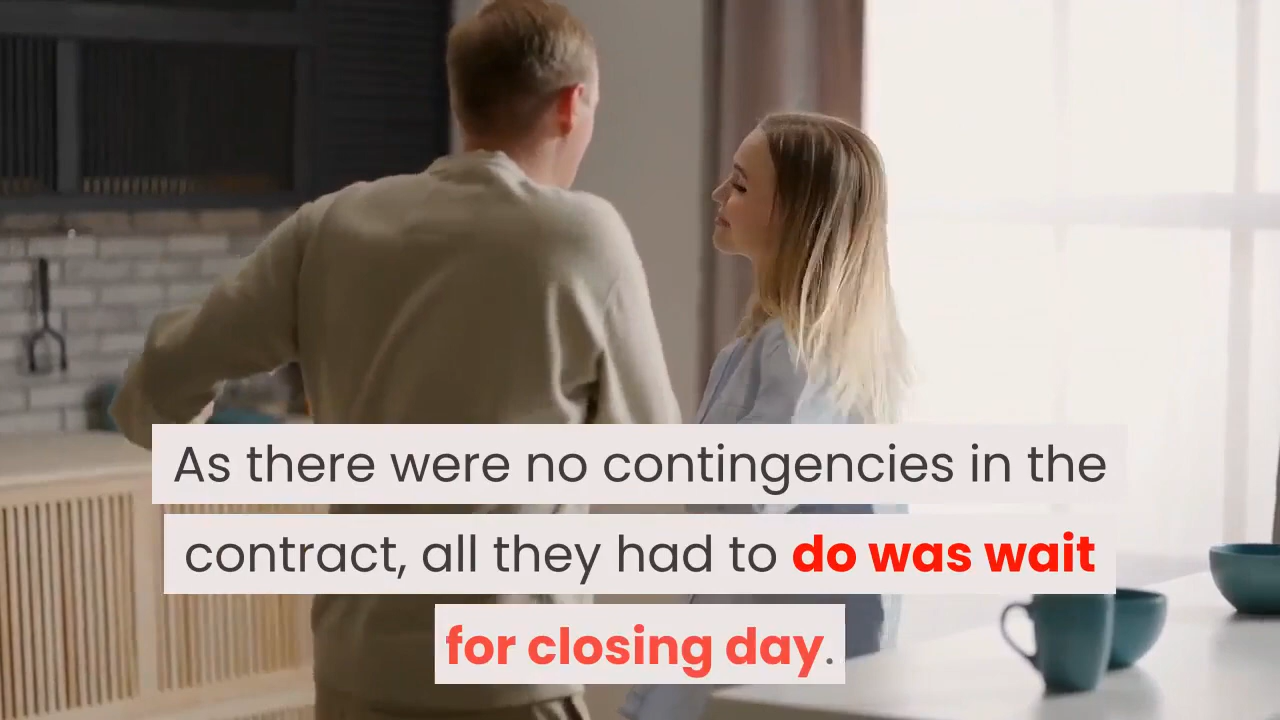 As there were no contingencies in the
contract, all they had to do was wait
for closing day.